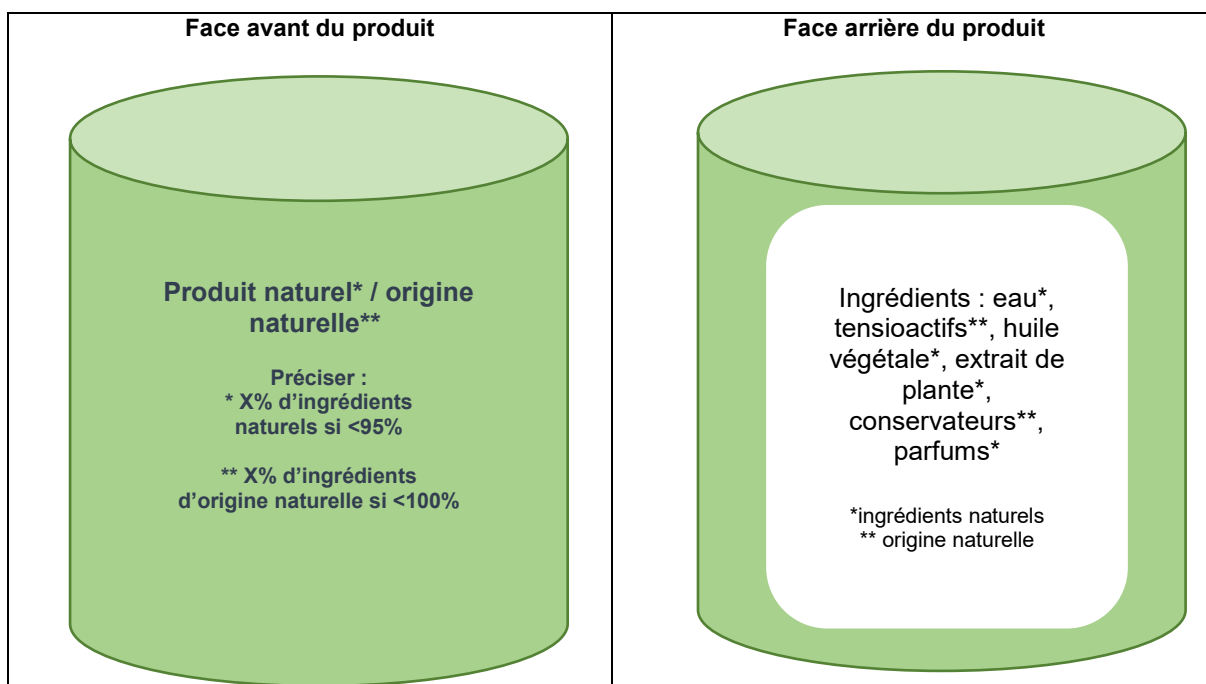 Face avant du produit
Produit naturel* / origine
naturelle**
Préciser :
* X% d’ingrédients
naturels si <95%
** X% d’ingrédients
d’origine naturelle si <100%
Face arrière du produit
Ingrédients : eau*,
tensioactifs**, huile
végétale*, extrait de
plante*,
conservateurs**,
parfums*
*ingrédients naturels
** origine naturelle